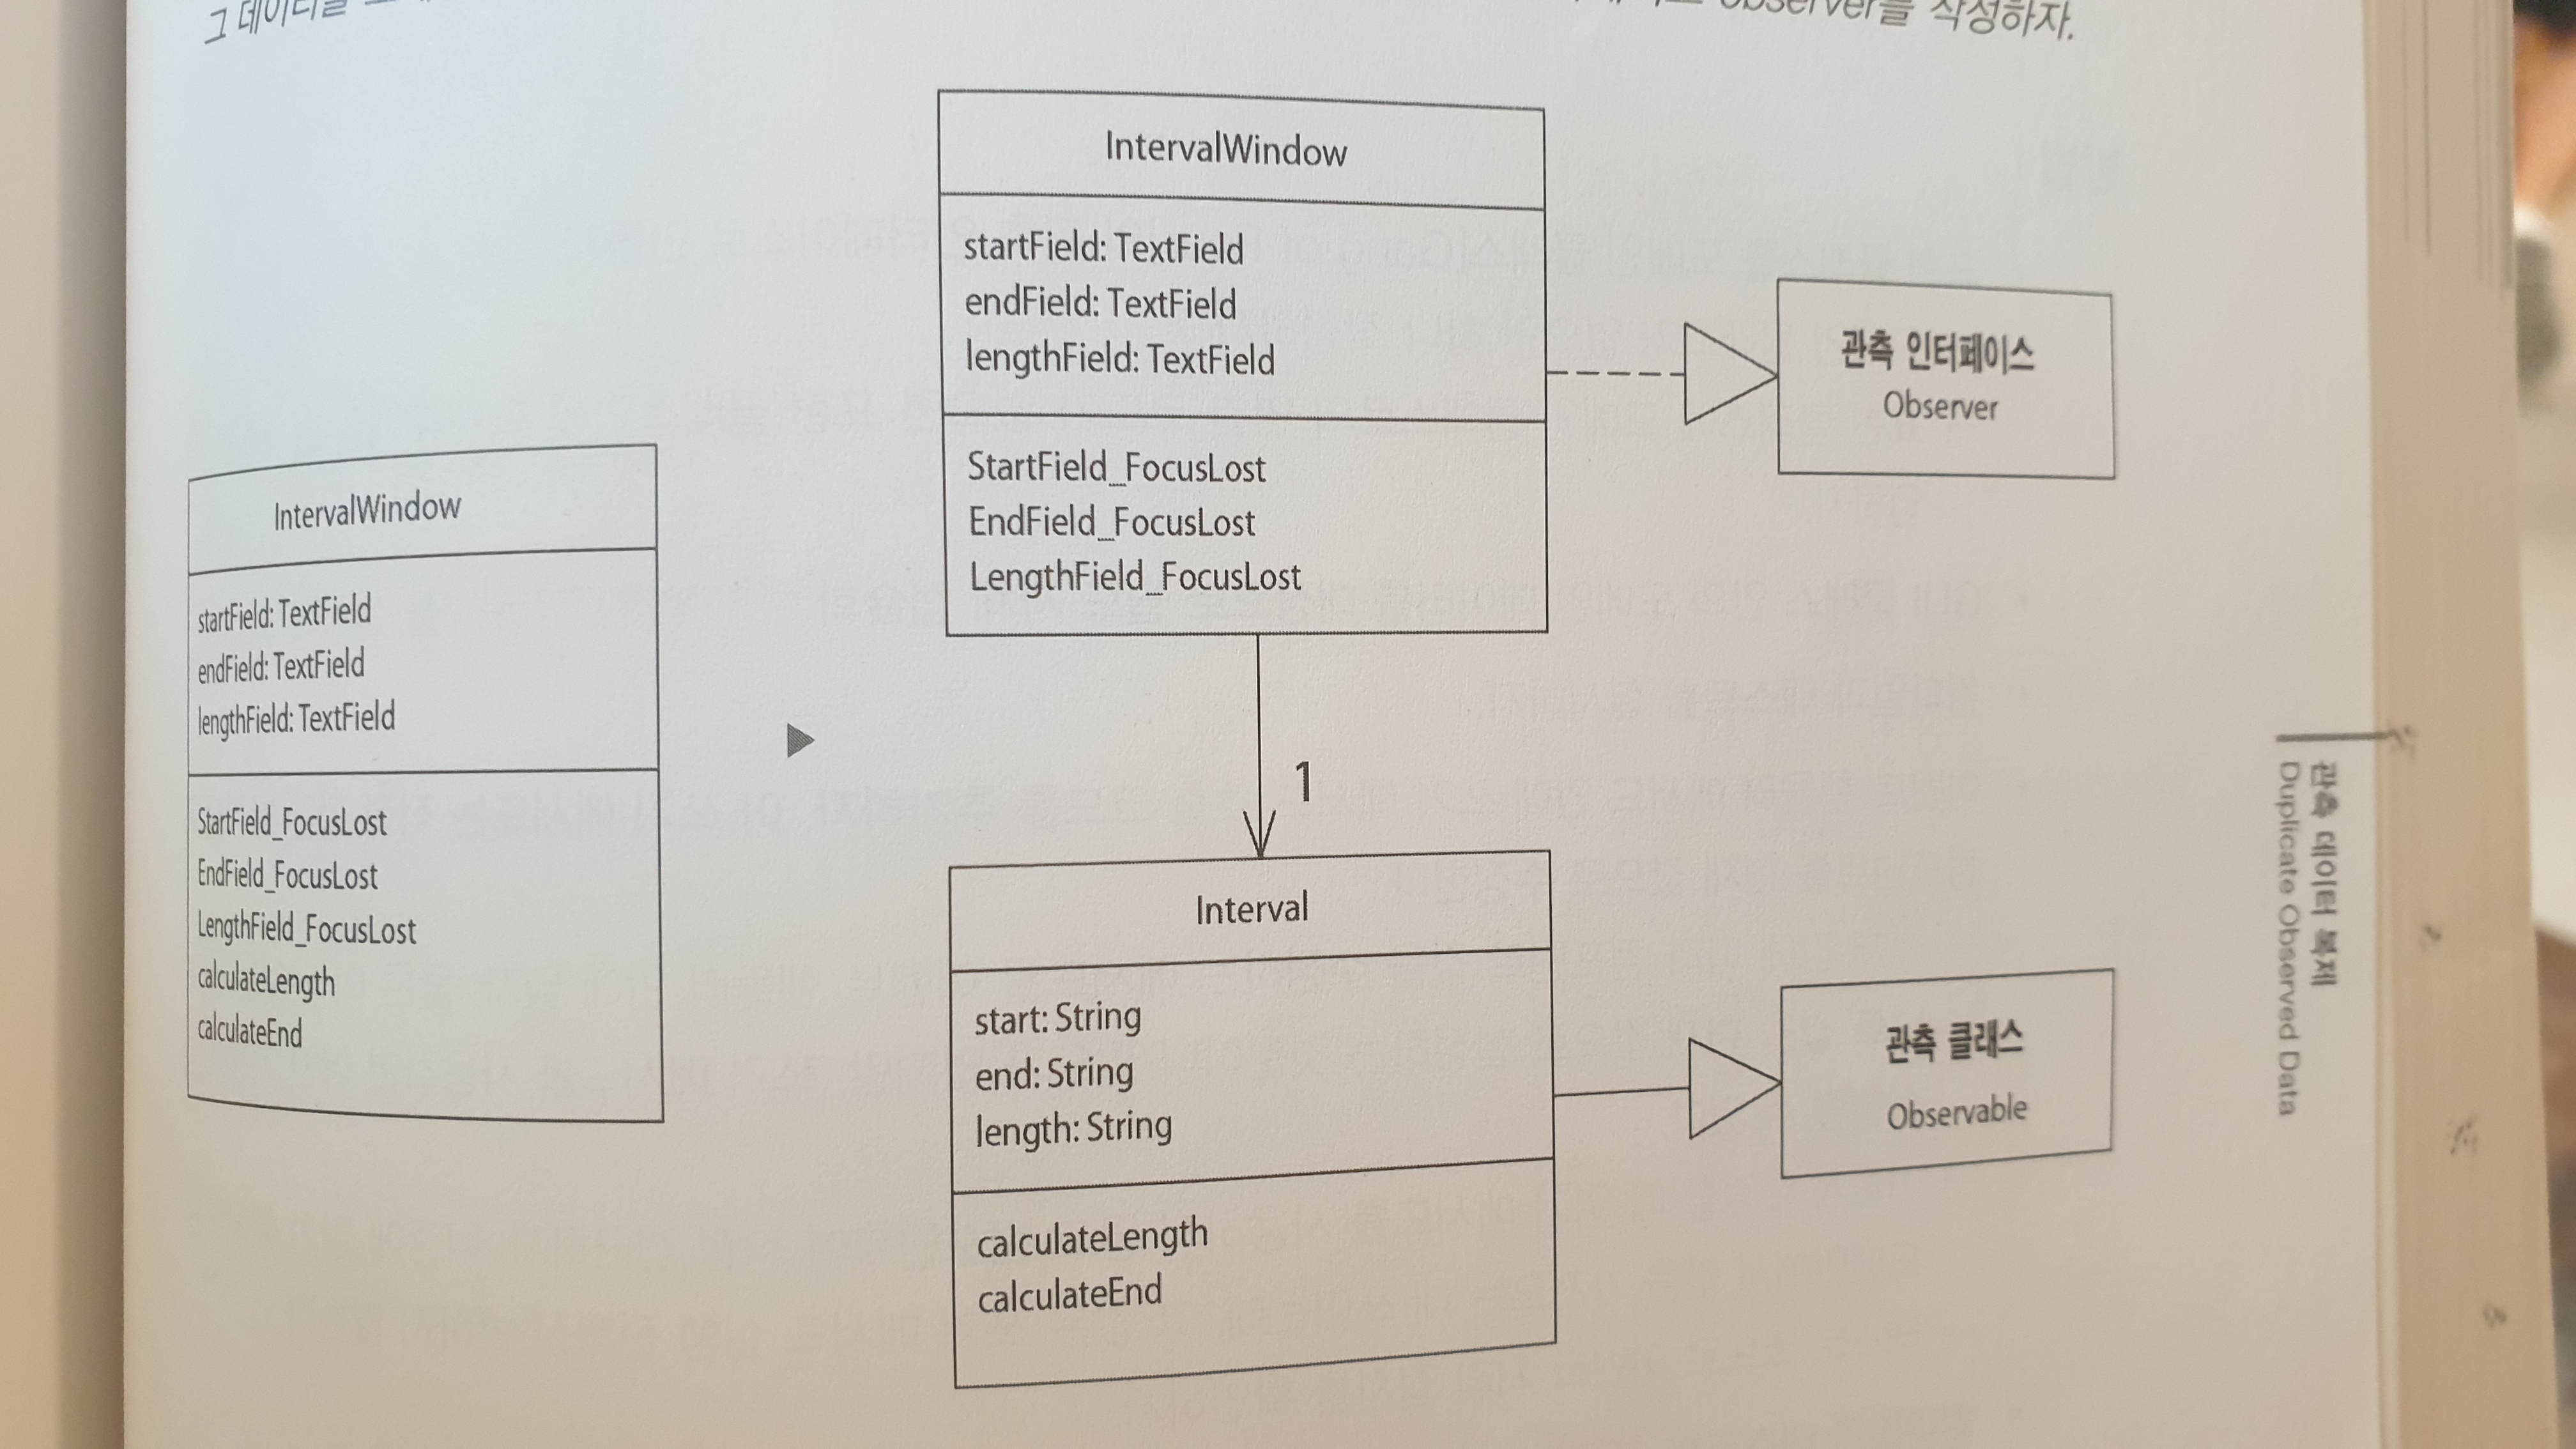 그 데이터를
observer를 작성하자.
IntervalWindow
startField: TextField
endField: TextField
lengthField: TextField
StartField_FocusLost
EndField_FocusLost
LengthField_FocusLost
calculateLength
calculateEnd
IntervalWindow
startField: TextField
endField: TextField
lengthField: TextField
StartField_FocusLost
EndField_FocusLost
LengthField_FocusLost
관측 인터페이스
Observer
1
Interval
start: String
end: String
length: String
calculateLength
calculateEnd
관측 클래스
Observable
관측 데이터 복제
Duplicate Observed Data